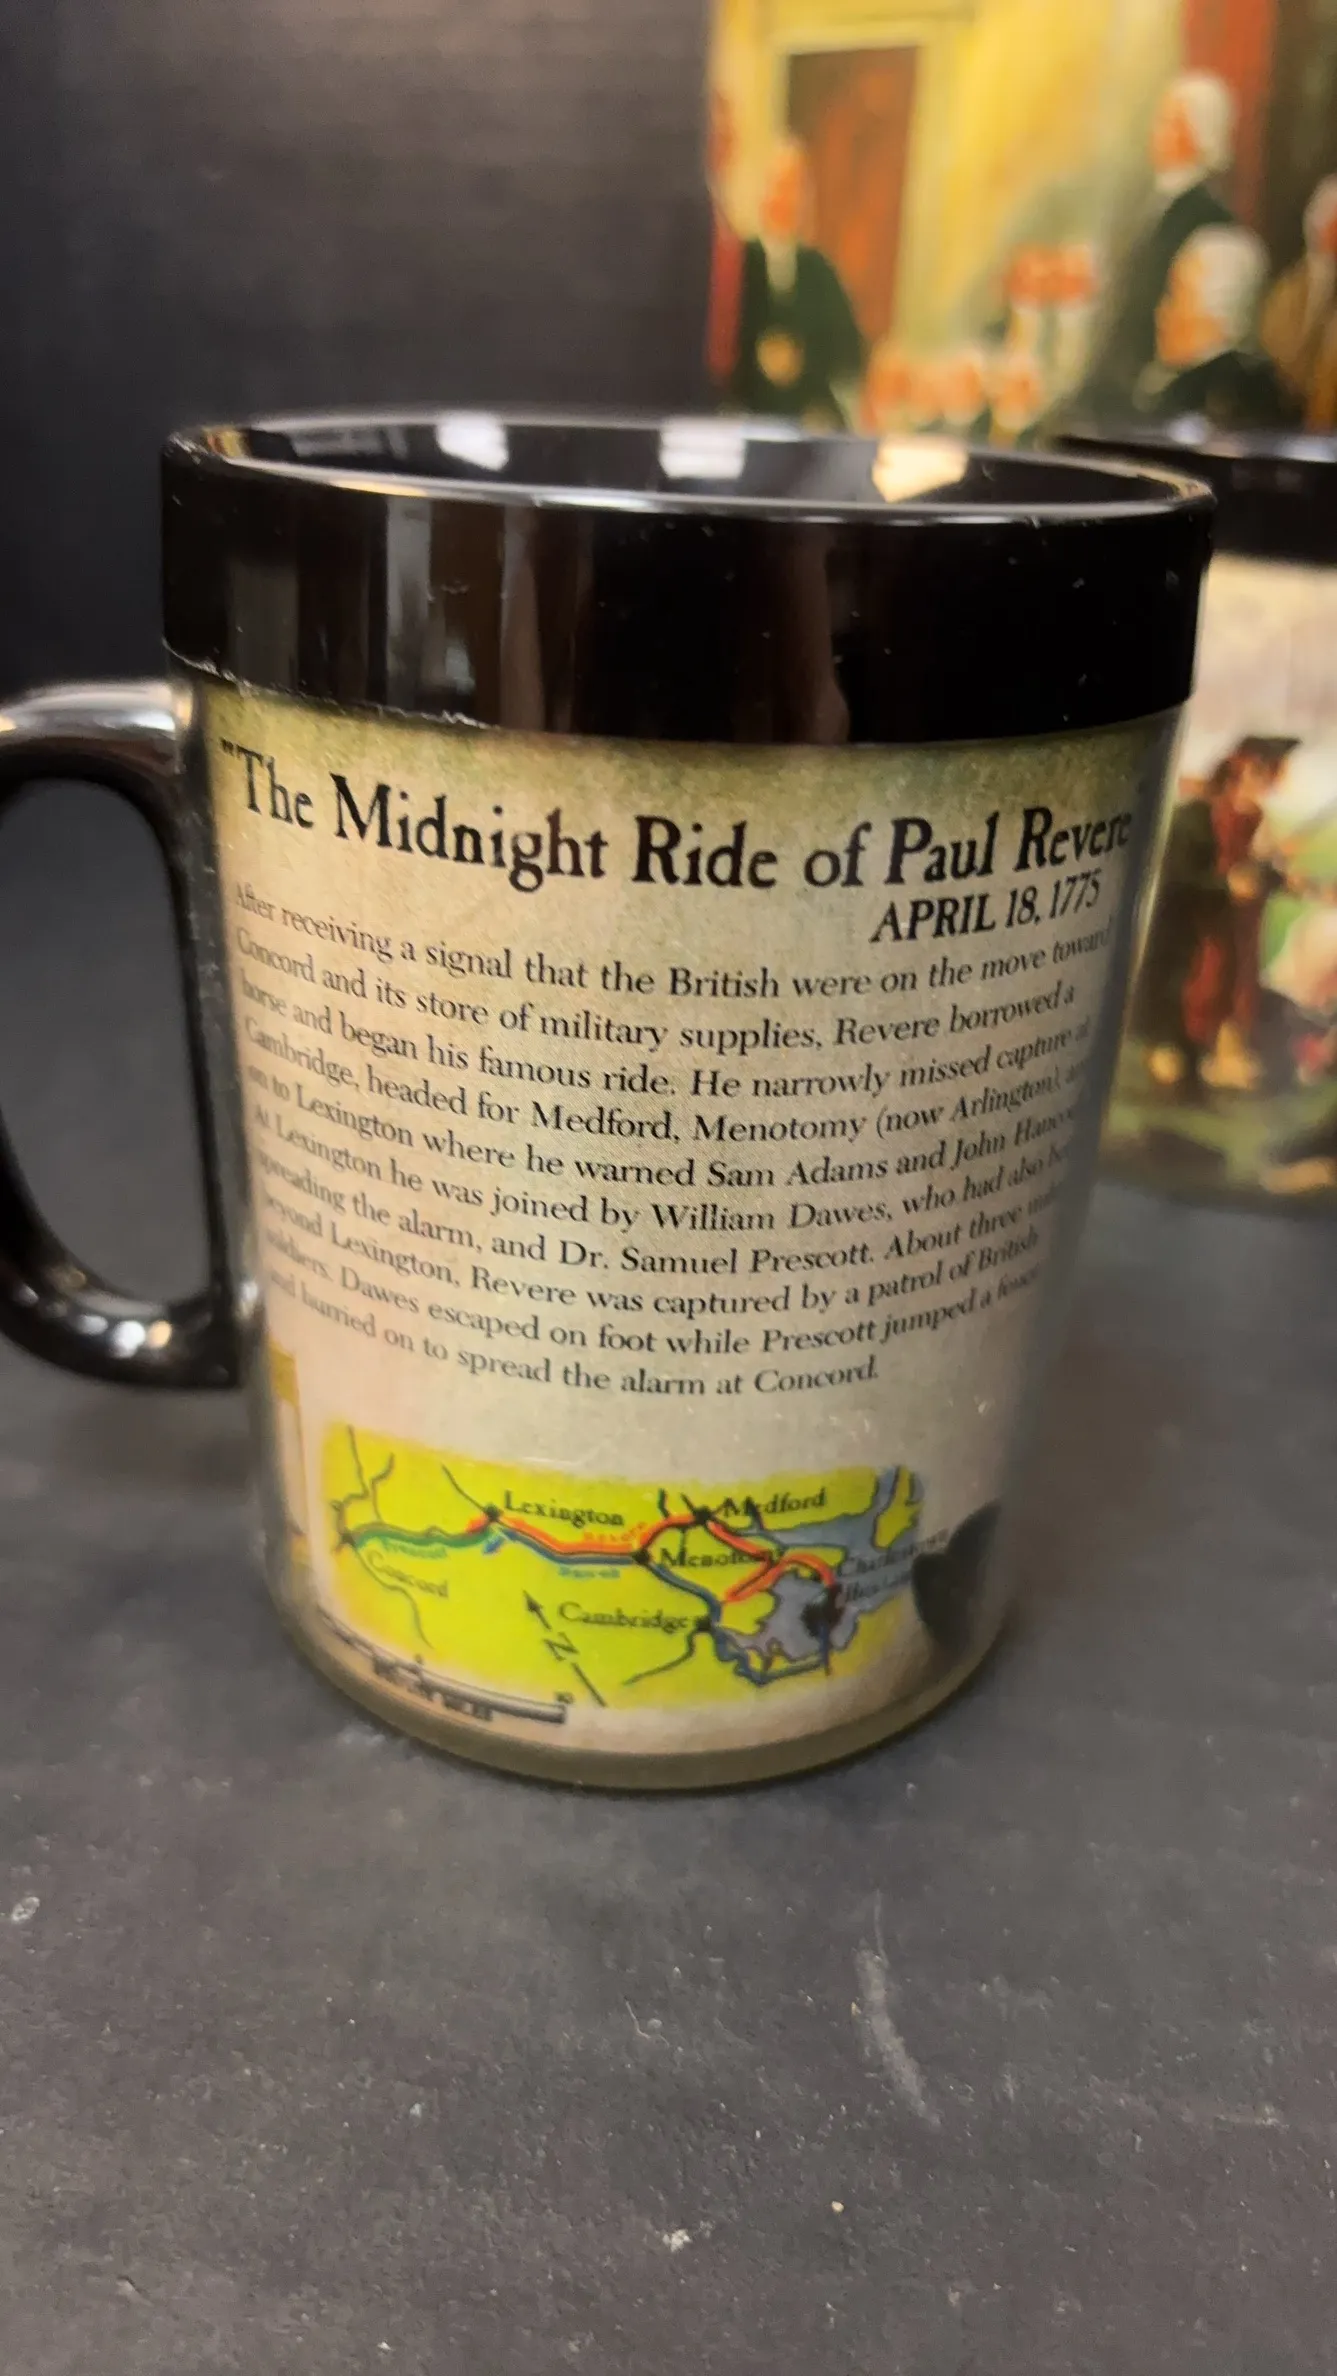 "The Midnight Ride of Paul Revere
APRIL 18, 1775
After receiving a signal that the British were on the move toward
Concord and its store of military supplies, Revere borrowed a
horse and began his famous ride. He narrowly missed capture at
Cambridge, headed for Medford, Menotomy (now Arlington),
on to Lexington where he warned Sam Adams and John
At Lexington he was joined by William Dawes, who had also
spreading the alarm, and Dr. Samuel Prescott. About three
beyond Lexington, Revere was captured by a patrol of British
soldiers. Dawes escaped on foot while Prescott jumped a fence
and hurried on to spread the alarm at Concord.
Lexington
Medford
Revere
Prescott
Menotomy
Concord
Cambridge
N